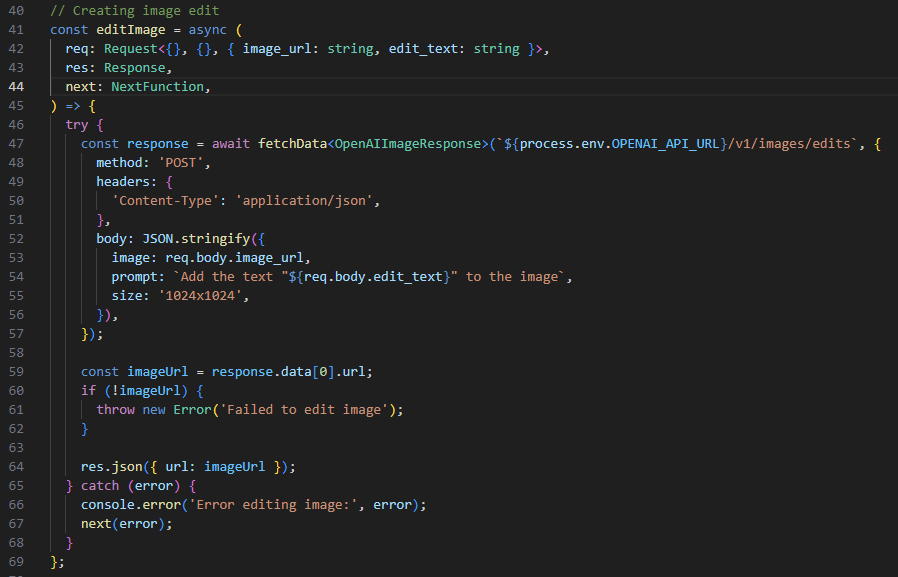 40 // Creating image edit
41 const editImage = async (
42   req: Request<{}, {}, { image_url: string, edit_text: string }>,
43   res: Response,
44   next: NextFunction,
45 ) => {
46   try {
47     const response = await fetchData<OpenAIImageResponse>(`${process.env.OPENAI_API_URL}/v1/images/edits`, {
48       method: 'POST',
49       headers: {
50         'Content-Type': 'application/json',
51       },
52       body: JSON.stringify({
53         image: req.body.image_url,
54         prompt: `Add the text "${req.body.edit_text}" to the image`,
55         size: '1024x1024',
56       }),
57     });
58
59     const imageUrl = response.data[0].url;
60     if (!imageUrl) {
61       throw new Error('Failed to edit image');
62     }
63
64     res.json({ url: imageUrl });
65   } catch (error) {
66     console.error('Error editing image:', error);
67     next(error);
68   }
69 };